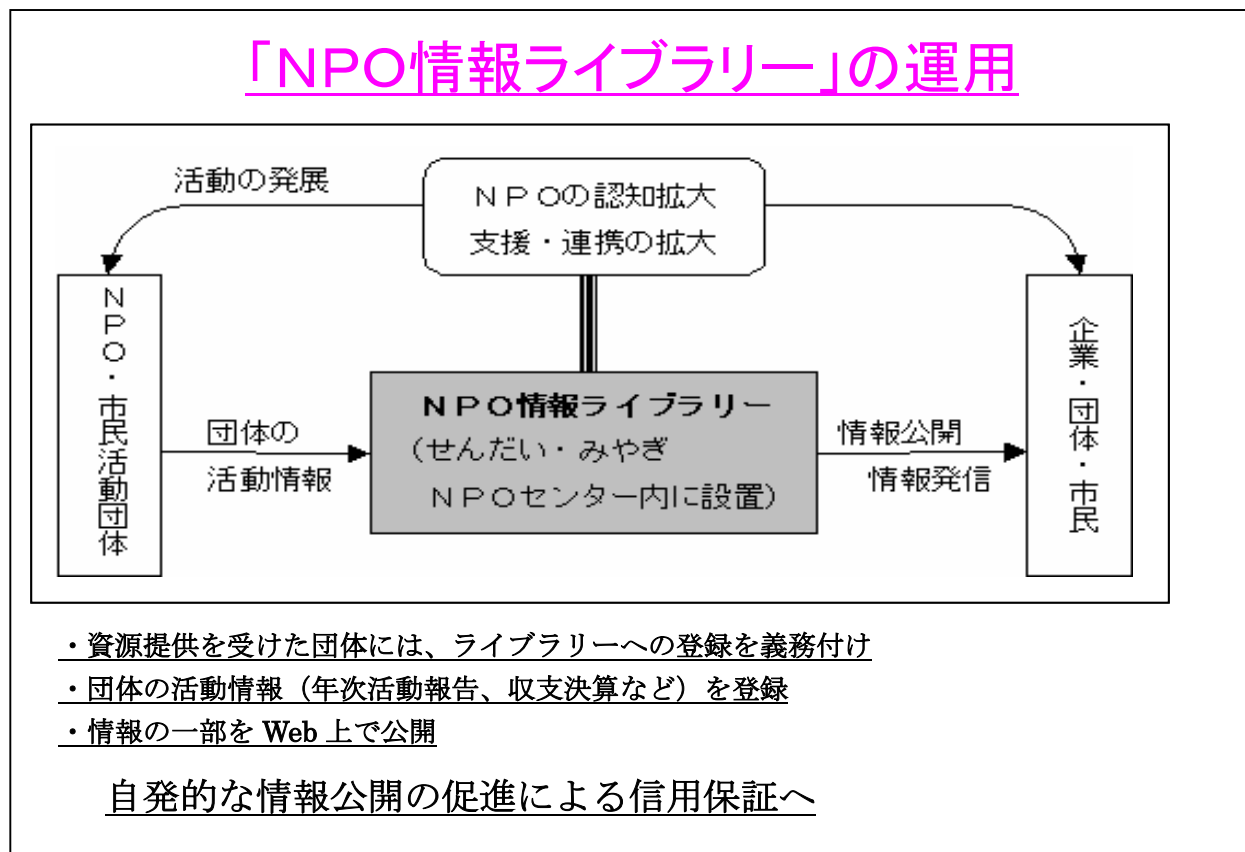 「NPO情報ライブラリー」の運用
活動の発展
NPOの認知拡大
支援・連携の拡大
NPO・市民活動団体
団体の
活動情報
NPO情報ライブラリー
(せんだい・みやぎ
NPOセンター内に設置)
情報公開
情報発信
企業・団体・市民
・資源提供を受けた団体には、ライブラリーへの登録を義務付け
・団体の活動情報(年次活動報告、収支決算など)を登録
・情報の一部を Web 上で公開
自発的な情報公開の促進による信用保証へ